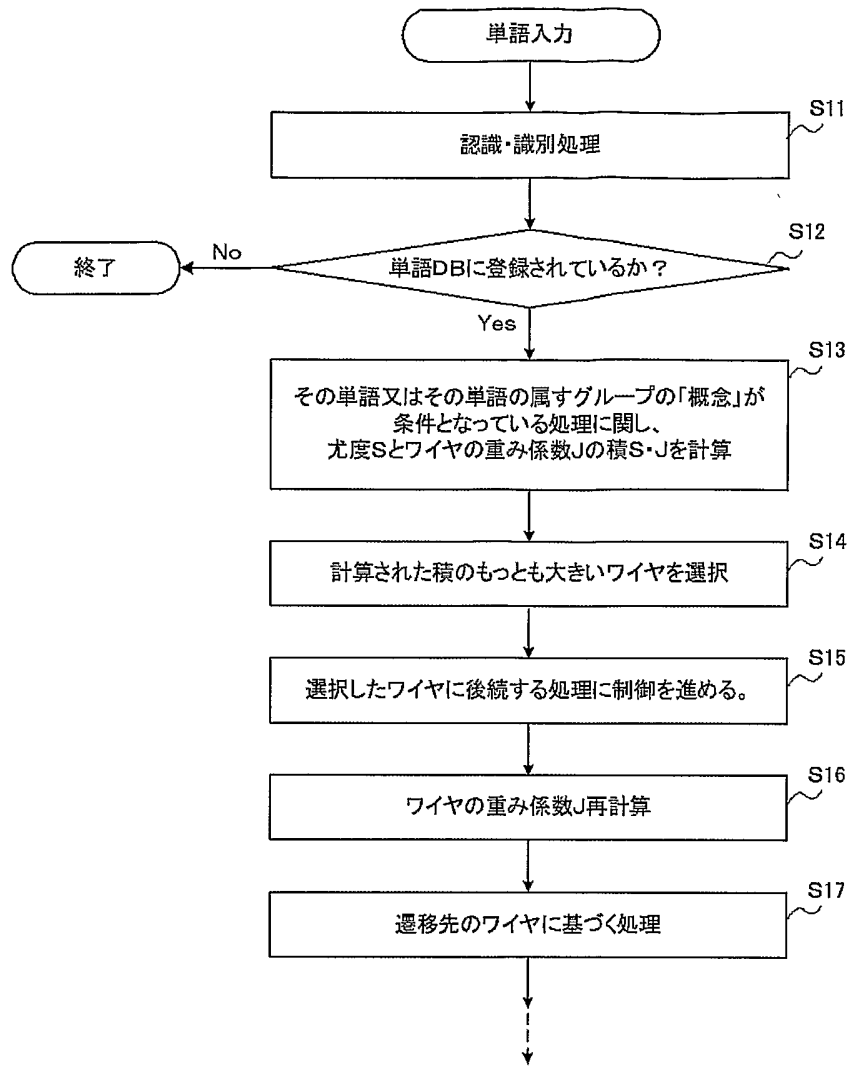 単語入力
S11
認識・識別処理
S12
単語DBに登録されているか？
No
終了
Yes
S13
その単語又はその単語の属すグループの「概念」が
条件となっている処理に関し、
尤度SとワイヤのÉ重み係数Jの積S・Jを計算
S14
計算された積のもっとも大きいワイヤを選択
S15
選択したワイヤに後続する処理に制御を進める。
S16
ワイヤの重み係数J再計算
S17
遷移先のワイヤに基づく処理